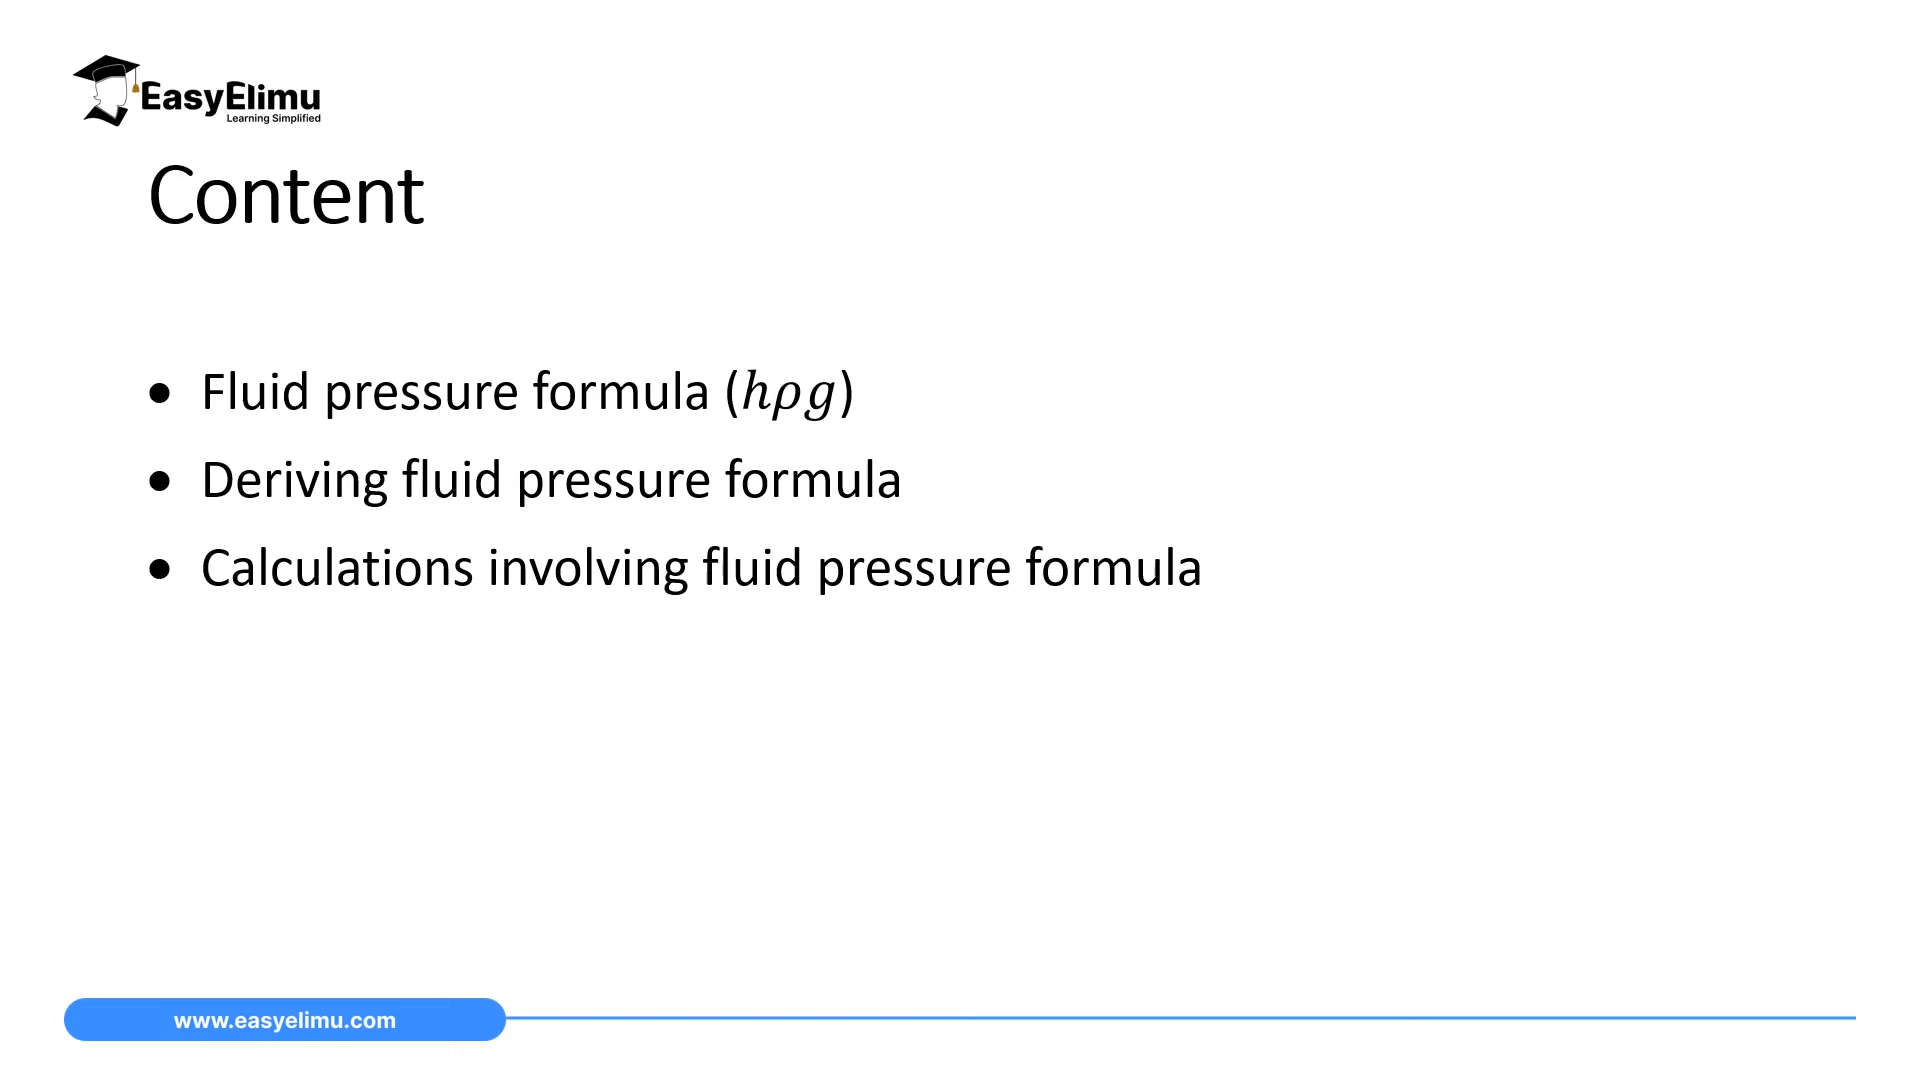 EasyElimu
Learning Simplified
Content
• Fluid pressure formula (ℎ𝜌𝑔)
• Deriving fluid pressure formula
• Calculations involving fluid pressure formula
www.easyelimu.com